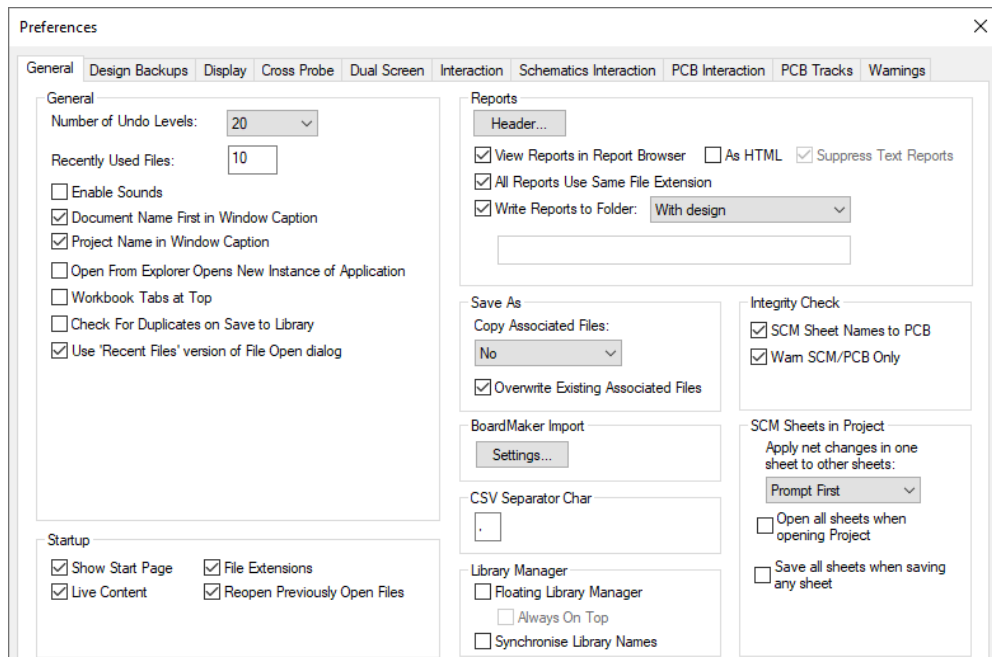 Preferences
General Design Backups Display Cross Probe Dual Screen Interaction Schematics Interaction PCB Interaction PCB Tracks Warnings
General
Number of Undo Levels: 20
Recently Used Files: 10
Enable Sounds
Document Name First in Window Caption
Project Name in Window Caption
Open From Explorer Opens New Instance of Application
Workbook Tabs at Top
Check For Duplicates on Save to Library
Use 'Recent Files' version of File Open dialog
Startup
Show Start Page File Extensions
Live Content Reopen Previously Open Files
Reports
Header...
View Reports in Report Browser As HTML Suppress Text Reports
All Reports Use Same File Extension
Write Reports to Folder: With design
Save As
Copy Associated Files:
No
Overwrite Existing Associated Files
BoardMaker Import
Settings...
CSV Separator Char
,
Library Manager
Floating Library Manager
Always On Top
Synchronise Library Names
Integrity Check
SCM Sheet Names to PCB
Warn SCM/PCB Only
SCM Sheets in Project
Apply net changes in one
sheet to other sheets:
Prompt First
Open all sheets when
opening Project
Save all sheets when saving
any sheet